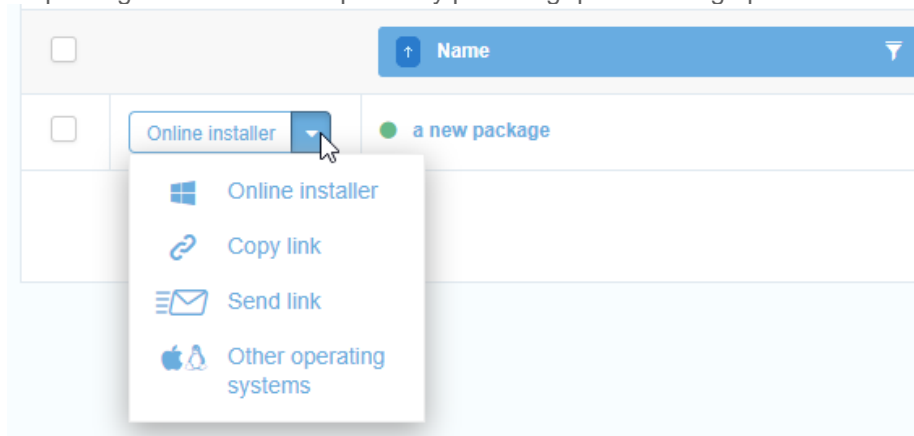 Name
Online installer
a new package
Online installer
Copy link
Send link
Other operating
systems